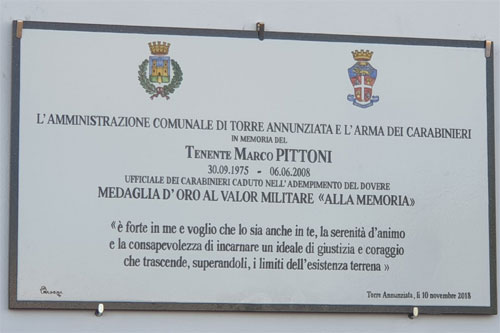 L'AMMINISTRAZIONE COMUNALE DI TORRE ANNUNZIATA E L'ARMA DEI CARABINIERI
IN MEMORIA DEL
TENENTE MARCO PITTONI
30.09.1975 - 06.06.2008
UFFICIALE DEI CARABINIERI CADUTO NELL'ADEMPIMENTO DEL DOVERE
MEDAGLIA D'ORO AL VALOR MILITARE «ALLA MEMORIA»
«è forte in me e voglio che lo sia anche in te, la serenità d'animo
e la consapevolezza di incarnare un ideale di giustizia e coraggio
che trascende, superandoli, i limiti dell'esistenza terrena»
Torre Annunziata, li 10 novembre 2018